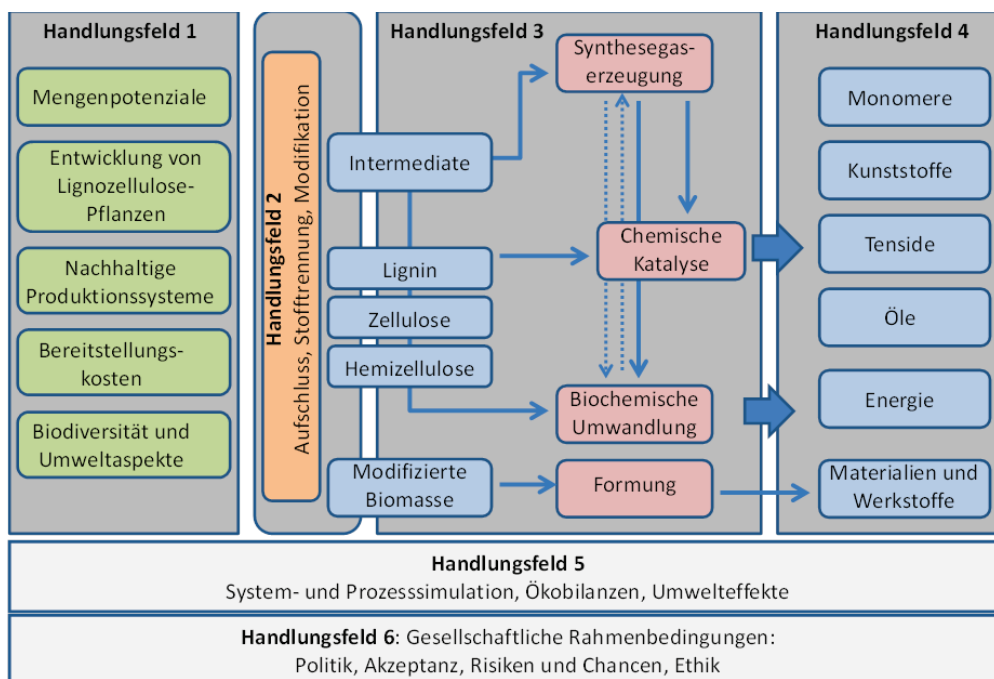 Handlungsfeld 1
Mengenpotenziale
Entwicklung von
Lignozellulose-
Pflanzen
Nachhaltige
Produktionssysteme
Bereitstellungs-
kosten
Biodiversität und
Umweltaspekte
Handlungsfeld 2
Aufschluss, Stofftrennung, Modifikation
Handlungsfeld 3
Intermediate
Lignin
Zellulose
Hemizellulose
Modifizierte
Biomasse
Synthesegas-
erzeugung
Chemische
Katalyse
Biochemische
Umwandlung
Formung
Handlungsfeld 4
Monomere
Kunststoffe
Tenside
Öle
Energie
Materialien und
Werkstoffe
Handlungsfeld 5
System- und Prozesssimulation, Ökobilanzen, Umwelteffekte
Handlungsfeld 6: Gesellschaftliche Rahmenbedingungen:
Politik, Akzeptanz, Risiken und Chancen, Ethik